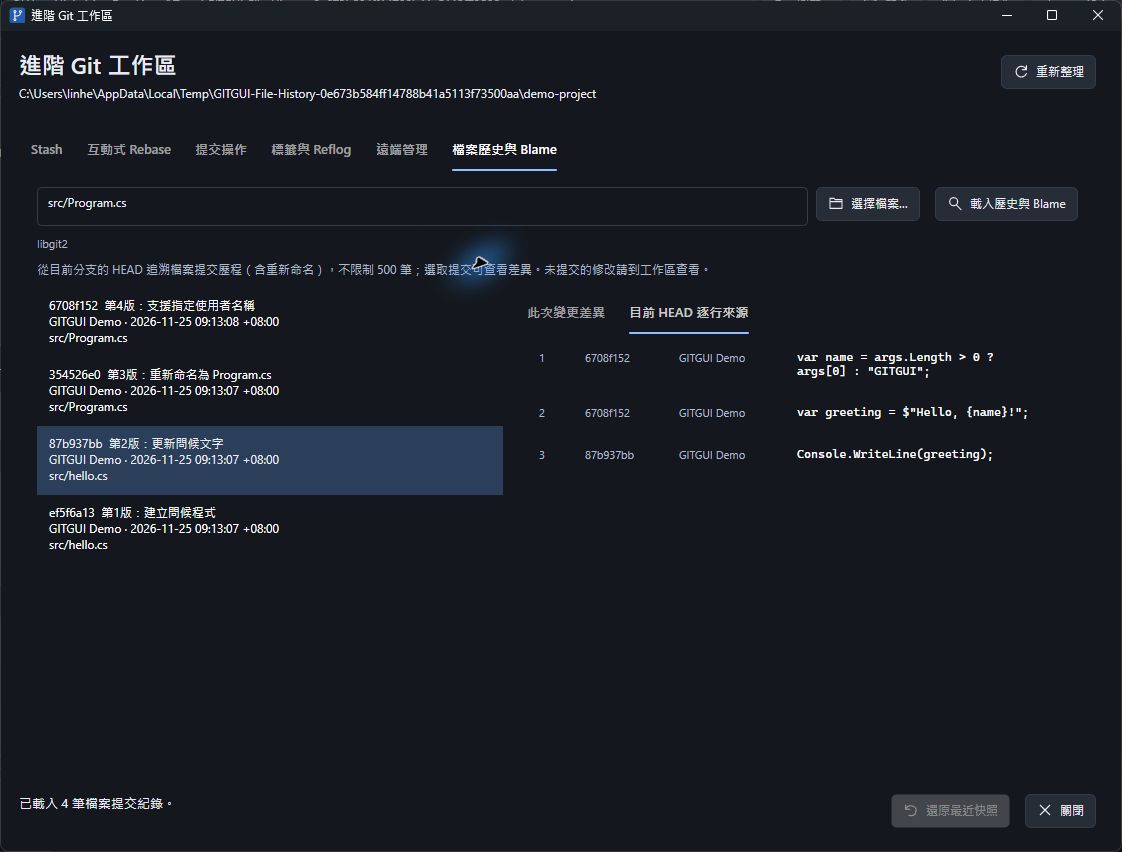 進階 Git 工作區
進階 Git 工作區
重新整理
C:\Users\linhe\AppData\Local\Temp\GITGUI-File-History-0e673b584ff14788b41a5113f73500aa\demo-project
Stash 互動式 Rebase 提交操作 標籤與 Reflog 遠端管理 檔案歷史與 Blame
src/Program.cs 選擇檔案... 載入歷史與 Blame
libgit2
從目前分支的 HEAD 追溯檔案提交歷程（含重新命名），不限制 500 筆；選取提交可查看差異。未提交的修改請到工作區查看。
6708f152 第4版：支援指定使用者名稱
GITGUI Demo · 2026-11-25 09:13:08 +08:00
src/Program.cs
354526e0 第3版：重新命名為 Program.cs
GITGUI Demo · 2026-11-25 09:13:07 +08:00
src/Program.cs
87b937bb 第2版：更新問候文字
GITGUI Demo · 2026-11-25 09:13:07 +08:00
src/hello.cs
ef5f6a13 第1版：建立問候程式
GITGUI Demo · 2026-11-25 09:13:07 +08:00
src/hello.cs
此次變更差異 目前 HEAD 逐行來源
1 6708f152 GITGUI Demo var name = args.Length > 0 ?
args[0] : "GITGUI";
2 6708f152 GITGUI Demo var greeting = $"Hello, {name}!";
3 87b937bb GITGUI Demo Console.WriteLine(greeting);
已載入 4 筆檔案提交紀錄。
還原最近快照 關閉